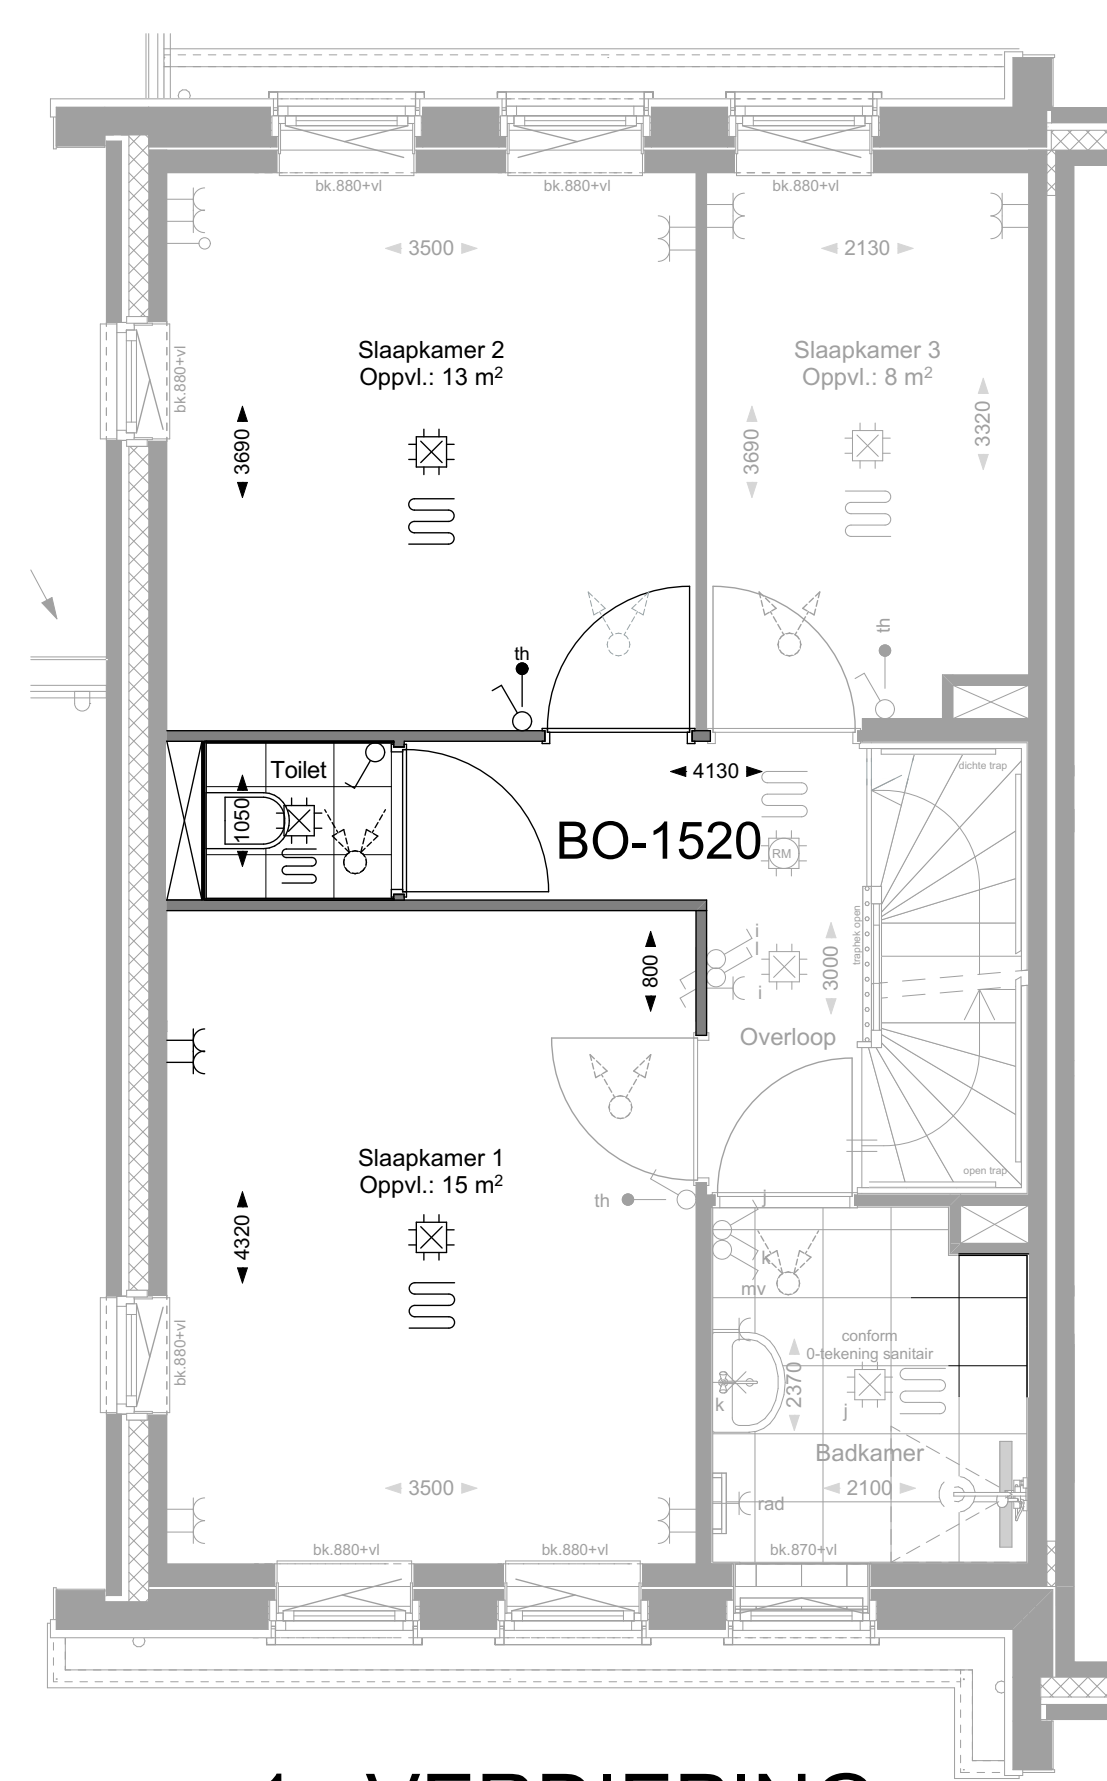 bk.880+vl
bk.880+vl
bk.880+vl
3500
2130
Slaapkamer 2
Oppvl.: 13 m²
Slaapkamer 3
Oppvl.: 8 m²
bk.880+vl
3690
3690
3320
th
th
Toilet
1050
4130
dichte trap
BO-1520
RM
traphek open
i
l
i
800
3000
Overloop
Slaapkamer 1
Oppvl.: 15 m²
open trap
th
4320
j
k
mv
bk.880+vl
conform
0-tekening sanitair
2370
k
j
Badkamer
3500
2100
rad
bk.880+vl
bk.880+vl
bk.870+vl